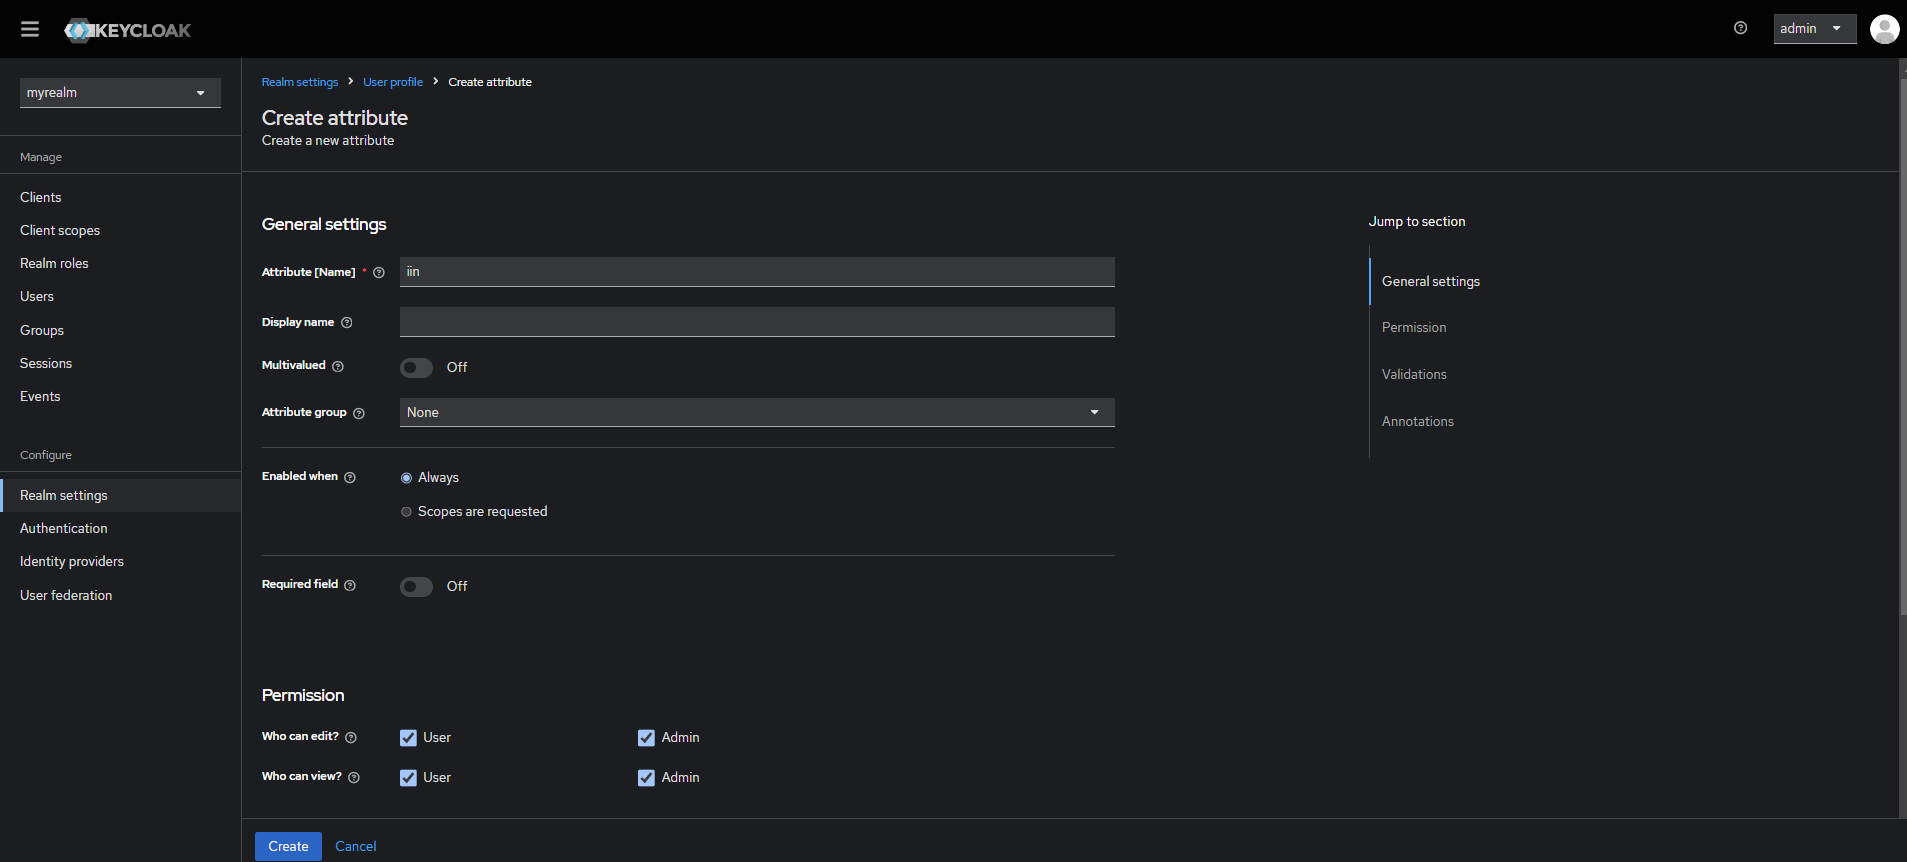 KEYCLOAK
admin
myrealm
Manage
Clients
Client scopes
Realm roles
Users
Groups
Sessions
Events
Configure
Realm settings
Authentication
Identity providers
User federation
Realm settings > User profile > Create attribute
Create attribute
Create a new attribute
General settings
Attribute [Name] * iin
Display name
Multivalued Off
Attribute group None
Enabled when Always
Scopes are requested
Required field Off
Permission
Who can edit? User Admin
Who can view? User Admin
Create Cancel
Jump to section
General settings
Permission
Validations
Annotations